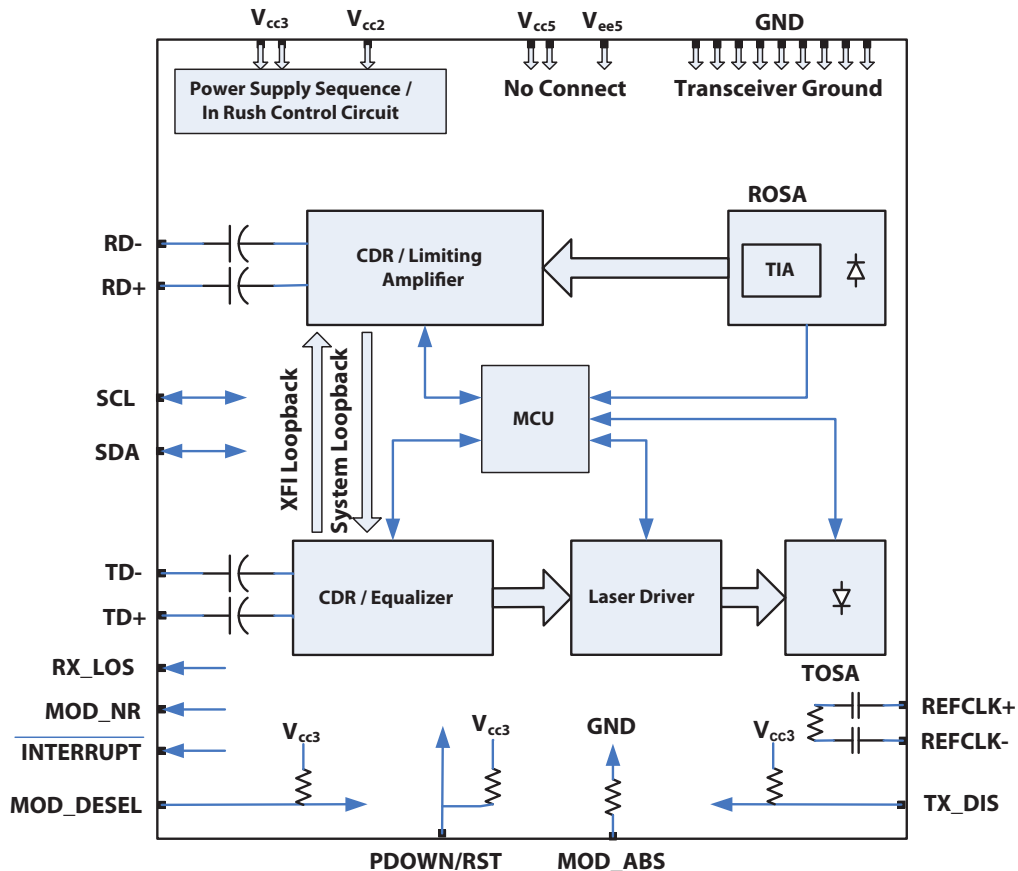 Vcc3
Vcc2
Vcc5
Vee5
GND
Power Supply Sequence /
In Rush Control Circuit
No Connect
Transceiver Ground
ROSA
RD-
RD+
CDR / Limiting
Amplifier
TIA
SCL
SDA
XFI Loopback
System Loopback
MCU
TD-
TD+
CDR / Equalizer
Laser Driver
TOSA
RX_LOS
MOD_NR
INTERRUPT
MOD_DESEL
Vcc3
Vcc3
GND
Vcc3
REFCLK+
REFCLK-
TX_DIS
PDOWN/RST
MOD_ABS